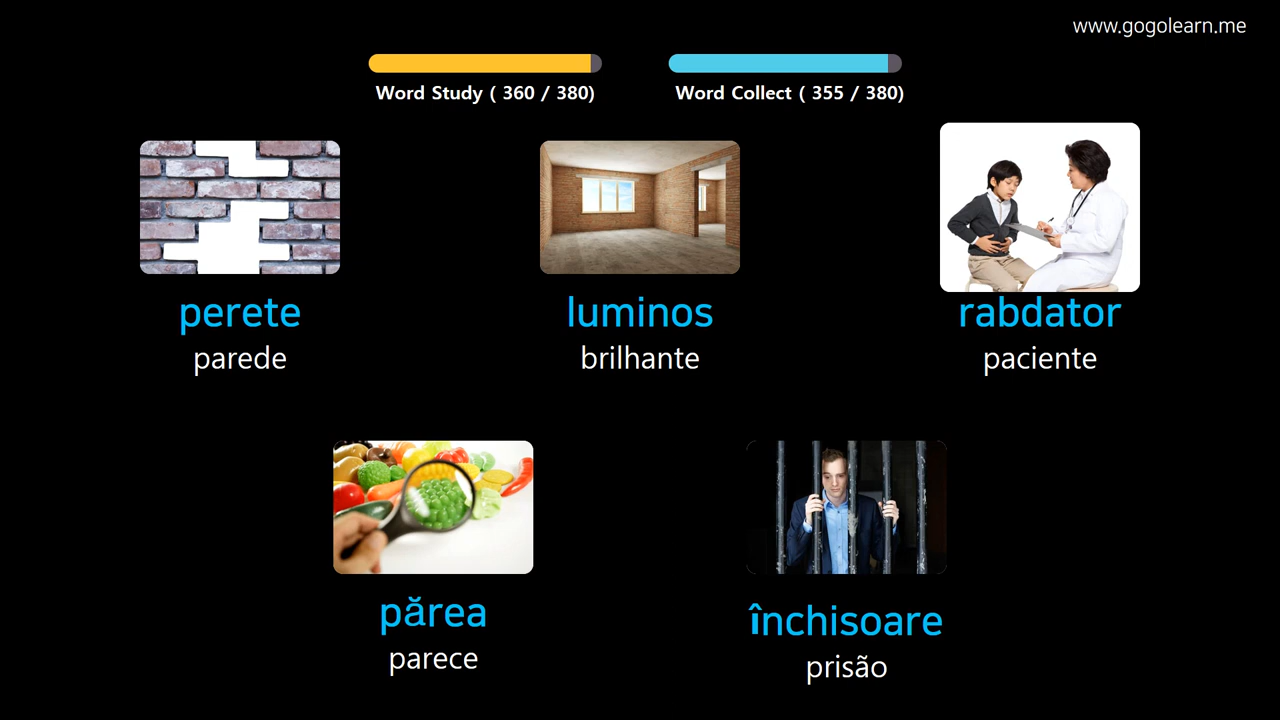 www.gogolearn.me
Word Study ( 360 / 380)
Word Collect ( 355 / 380)
perete
parede
luminos
brilhante
rabdator
paciente
părea
parece
închisoare
prisão